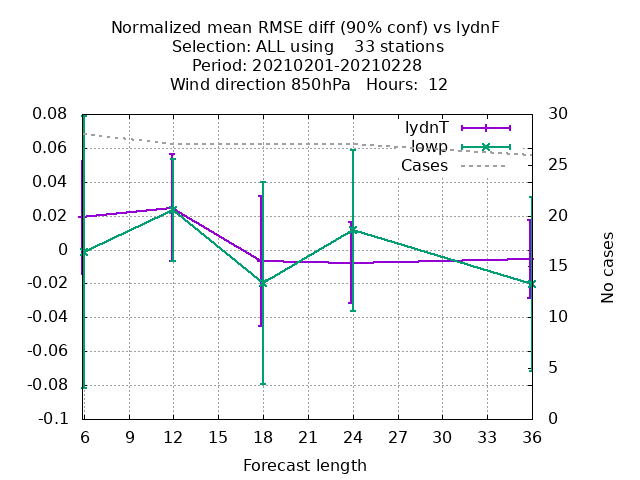 Normalized mean RMSE diff (90% conf) vs lydnF
Selection: ALL using    33 stations
Period: 20210201-20210228
Wind direction 850hPa   Hours:  12
0.08 30
lydnT
0.06 lowp
Cases 25
0.04
0.02 20
0
15
-0.02
-0.04 10
-0.06
5
-0.08
-0.1 0
No cases
6 9 12 15 18 21 24 27 30 33 36
Forecast length